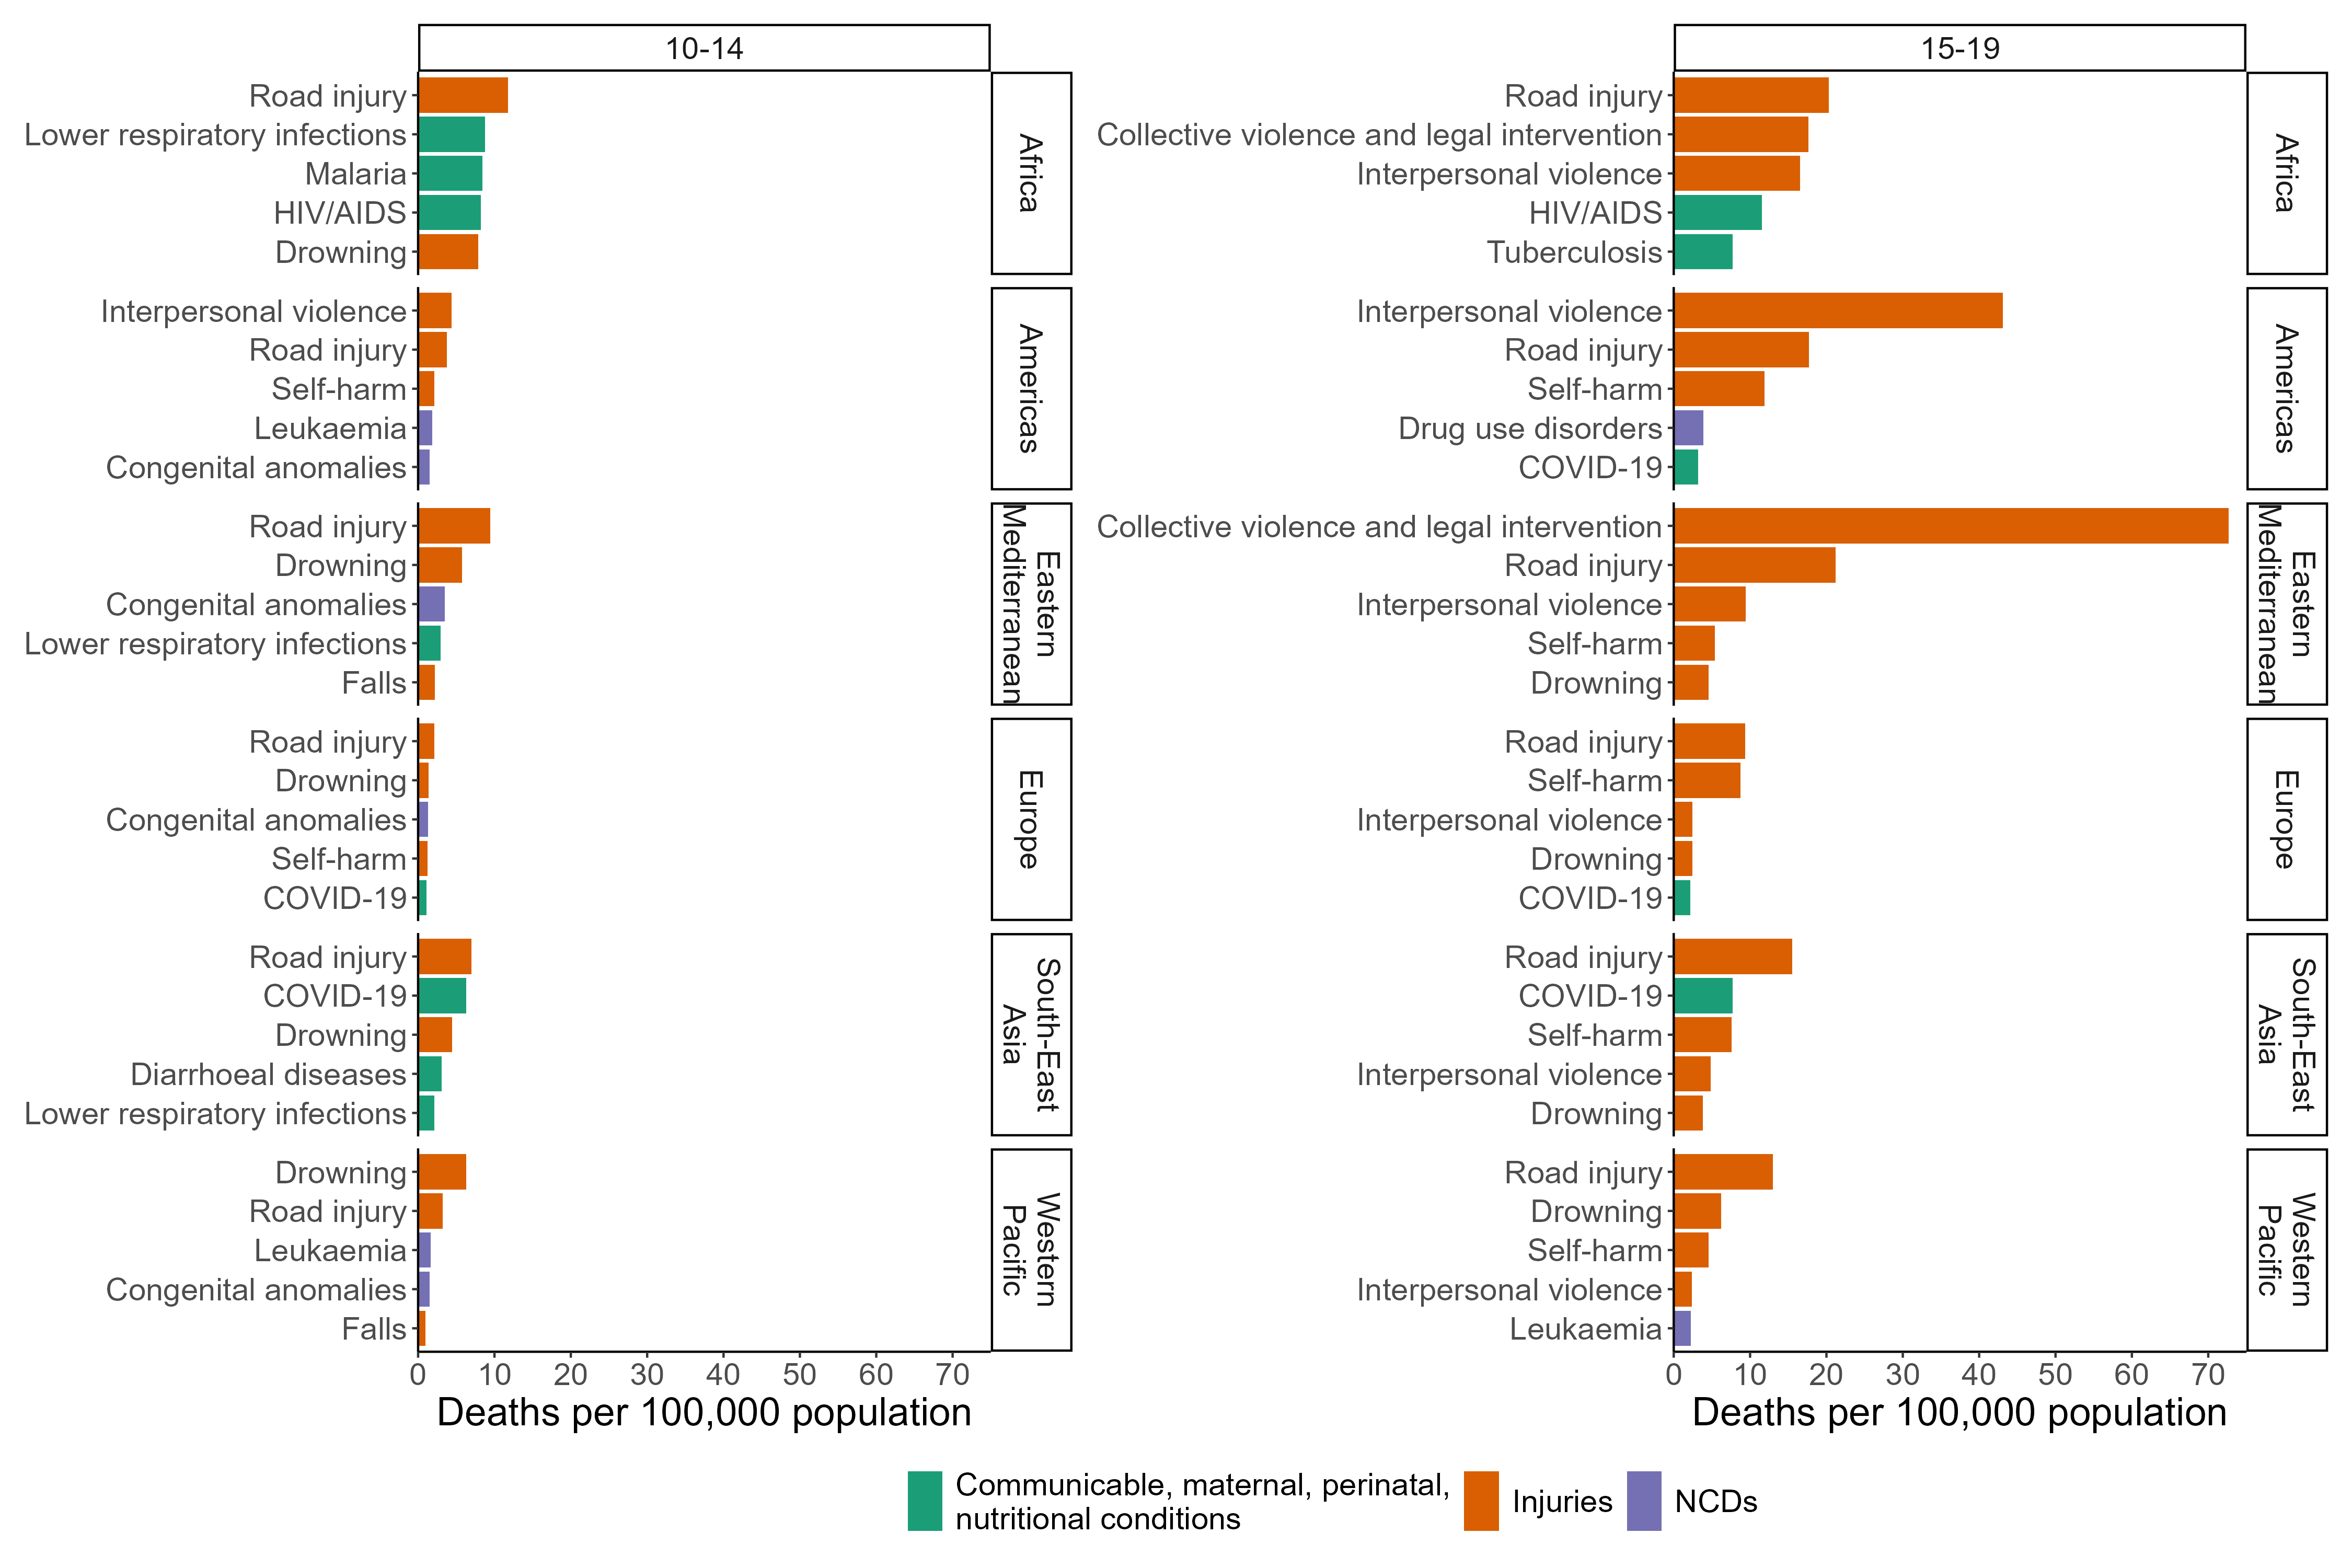 10-14
Road injury
Lower respiratory infections
Malaria
HIV/AIDS
Drowning
Africa
Interpersonal violence
Road injury
Self-harm
Leukaemia
Congenital anomalies
Americas
Road injury
Drowning
Congenital anomalies
Lower respiratory infections
Falls
Eastern
Mediterranean
Road injury
Drowning
Congenital anomalies
Self-harm
COVID-19
Europe
Road injury
COVID-19
Drowning
Diarrhoeal diseases
Lower respiratory infections
South-East
Asia
Drowning
Road injury
Leukaemia
Congenital anomalies
Falls
Western
Pacific
0 10 20 30 40 50 60 70
Deaths per 100,000 population
15-19
Road injury
Collective violence and legal intervention
Interpersonal violence
HIV/AIDS
Tuberculosis
Africa
Interpersonal violence
Road injury
Self-harm
Drug use disorders
COVID-19
Americas
Collective violence and legal intervention
Road injury
Interpersonal violence
Self-harm
Drowning
Eastern
Mediterranean
Road injury
Self-harm
Interpersonal violence
Drowning
COVID-19
Europe
Road injury
COVID-19
Self-harm
Interpersonal violence
Drowning
South-East
Asia
Road injury
Drowning
Self-harm
Interpersonal violence
Leukaemia
Western
Pacific
0 10 20 30 40 50 60 70
Deaths per 100,000 population
Communicable, maternal, perinatal,
nutritional conditions
Injuries
NCDs